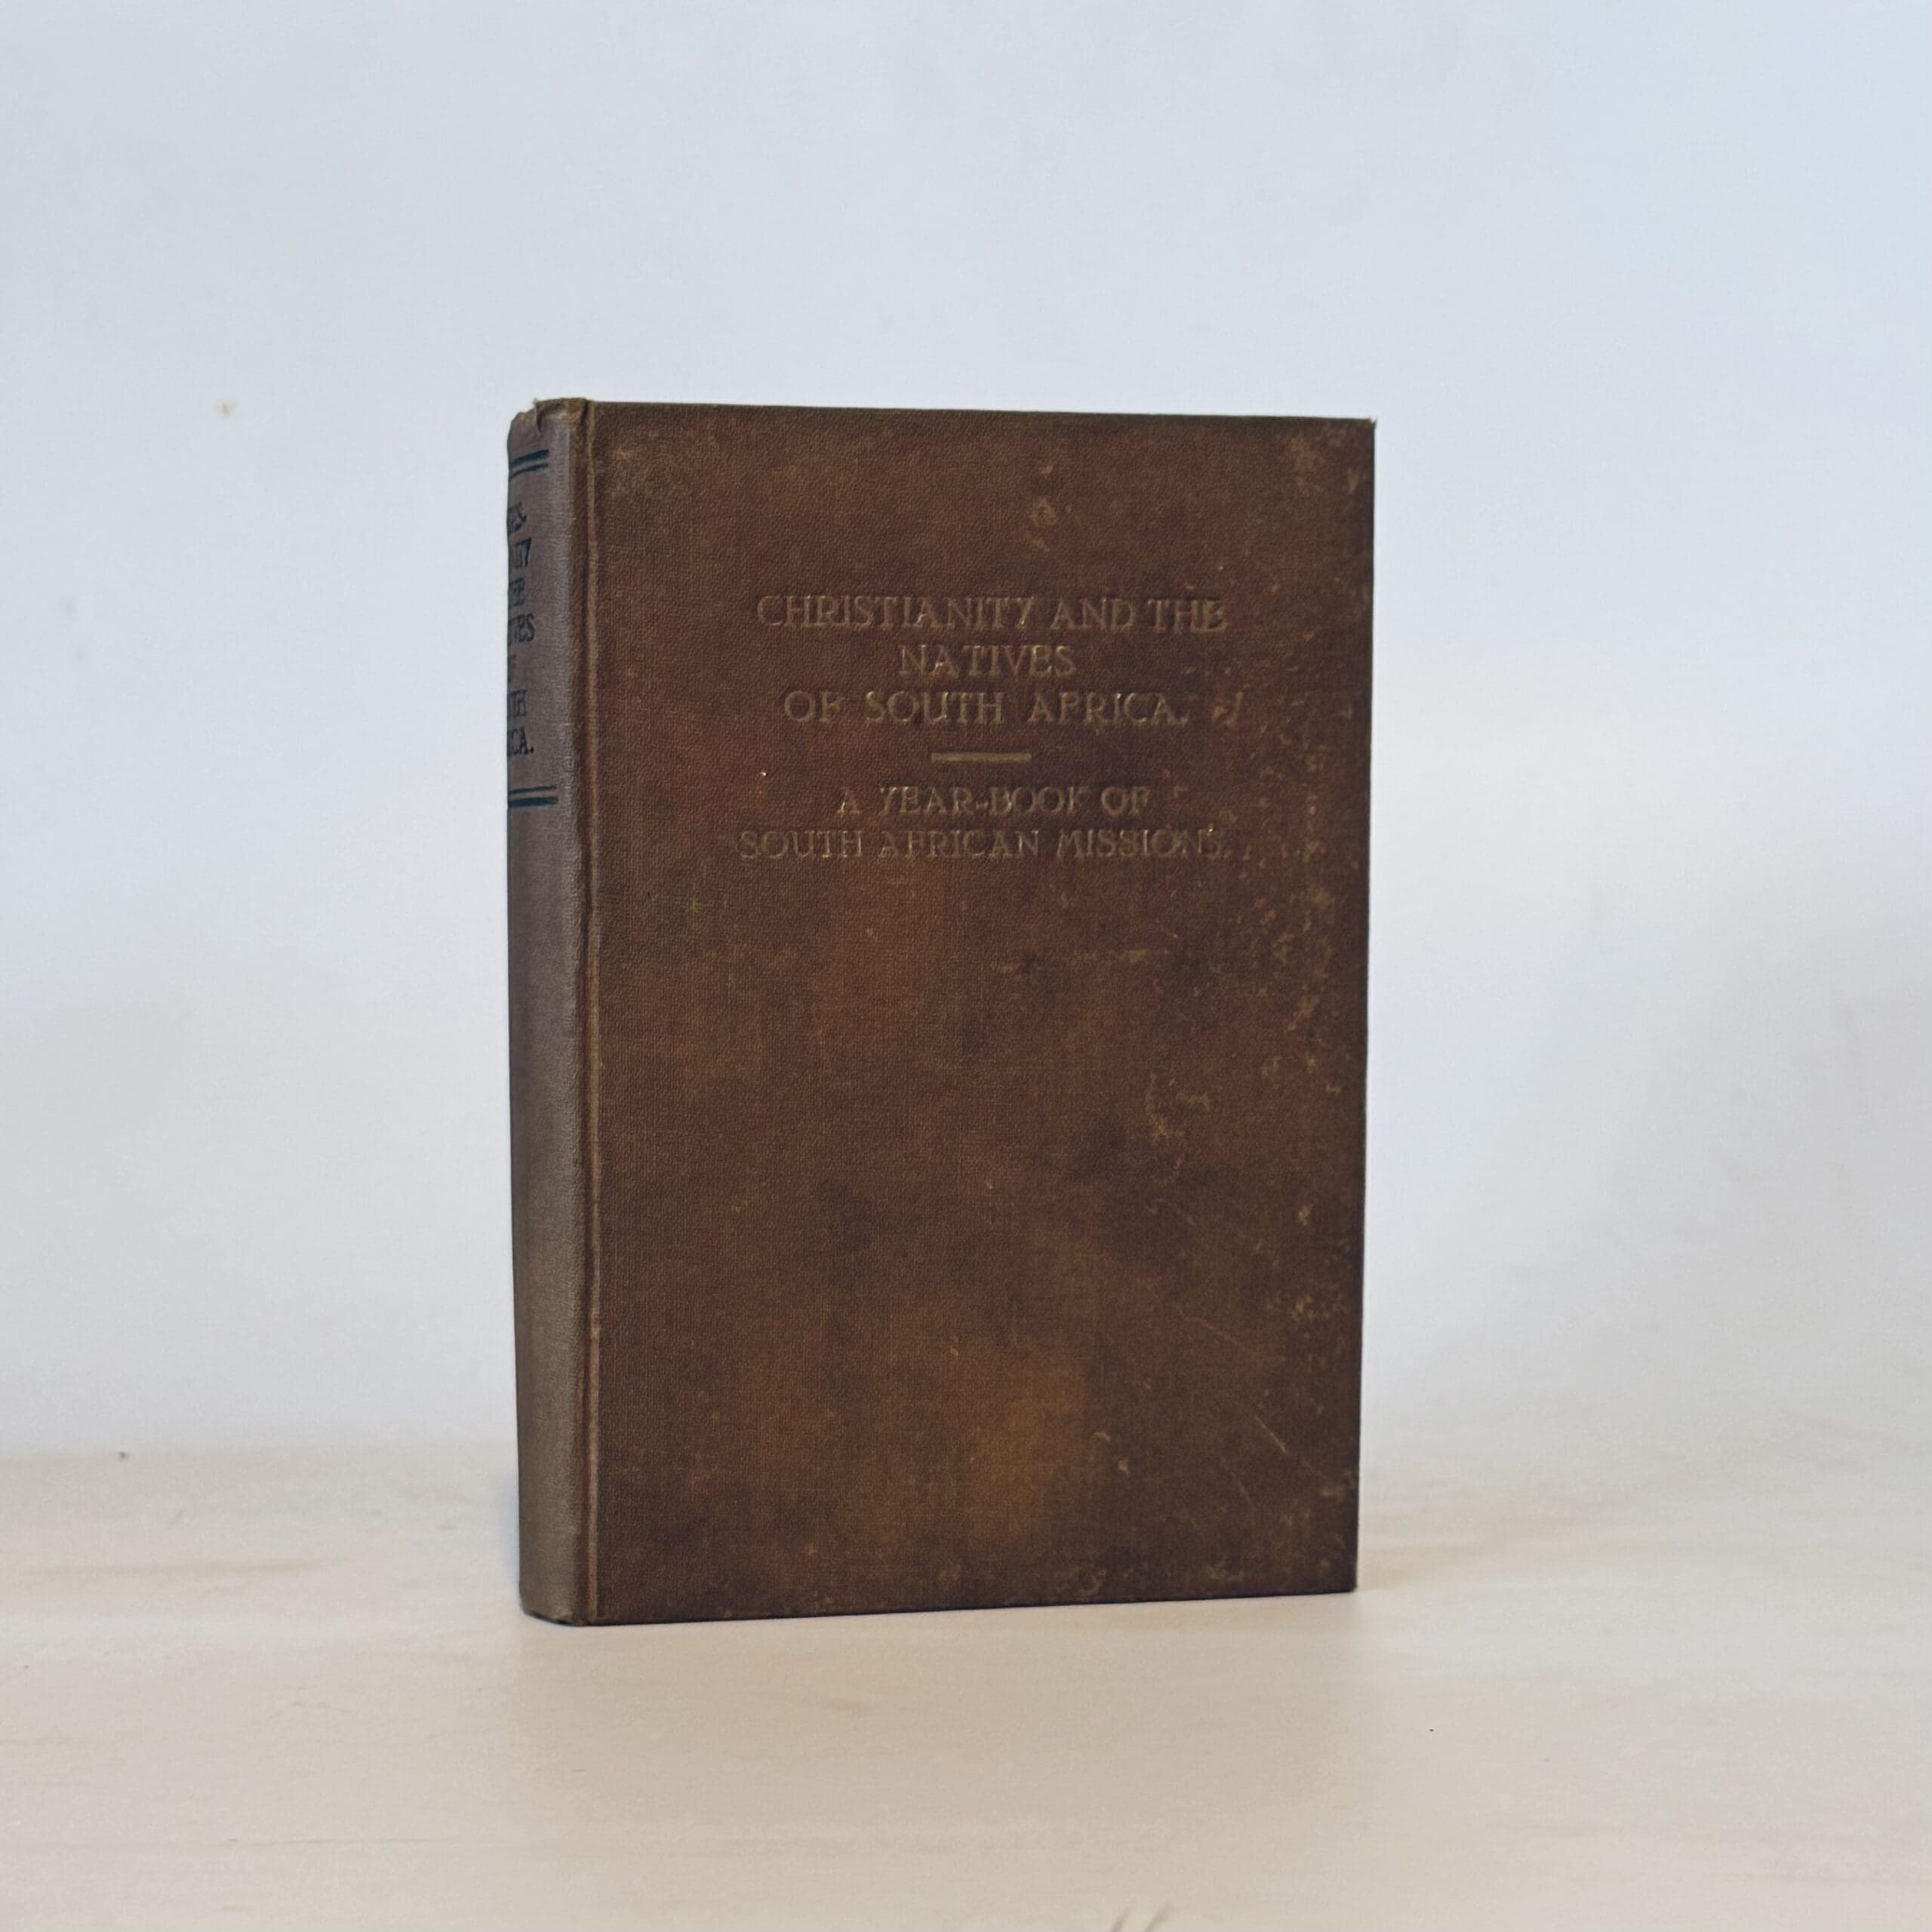 CHRISTIANITY AND THE
NATIVES
OF SOUTH AFRICA.
A YEAR-BOOK OF
SOUTH AFRICAN MISSIONS.